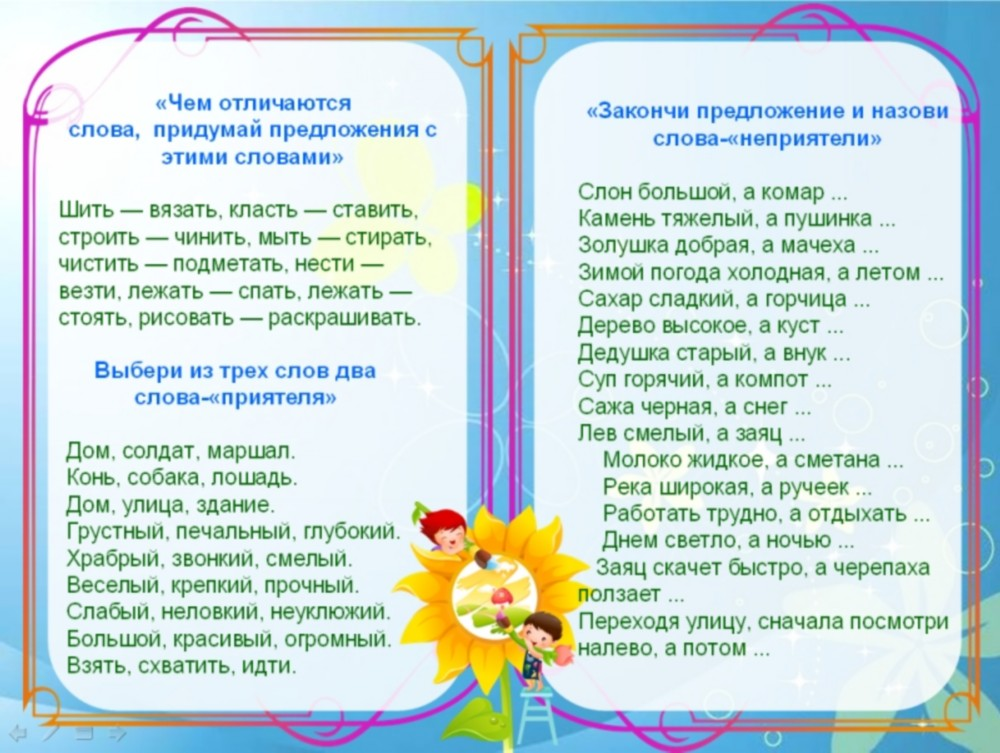 «Чем отличаются
слова, придумай предложения с
этими словами»
Шить — вязать, класть — ставить,
строить — чинить, мыть — стирать,
чистить — подметать, нести —
везти, лежать — спать, лежать —
стоять, рисовать — раскрашивать.
Выбери из трех слов два
слова-«приятеля»
Дом, солдат, маршал.
Конь, собака, лошадь.
Дом, улица, здание.
Грустный, печальный, глубокий.
Храбрый, звонкий, смелый.
Веселый, крепкий, прочный.
Слабый, неловкий, неуклюжий.
Большой, красивый, огромный.
Взять, схватить, идти.
«Закончи предложение и назови
слова-«неприятели»
Слон большой, а комар ...
Камень тяжелый, а пушинка ...
Золушка добрая, а мачеха ...
Зимой погода холодная, а летом ...
Сахар сладкий, а горчица ...
Дерево высокое, а куст ...
Дедушка старый, а внук ...
Суп горячий, а компот ...
Сажа черная, а снег ...
Лев смелый, а заяц ...
Молоко жидкое, а сметана ...
Река широкая, а ручеек ...
Работать трудно, а отдыхать ...
Днем светло, а ночью ...
Заяц скачет быстро, а черепаха
ползает ...
Переходя улицу, сначала посмотри
налево, а потом ...